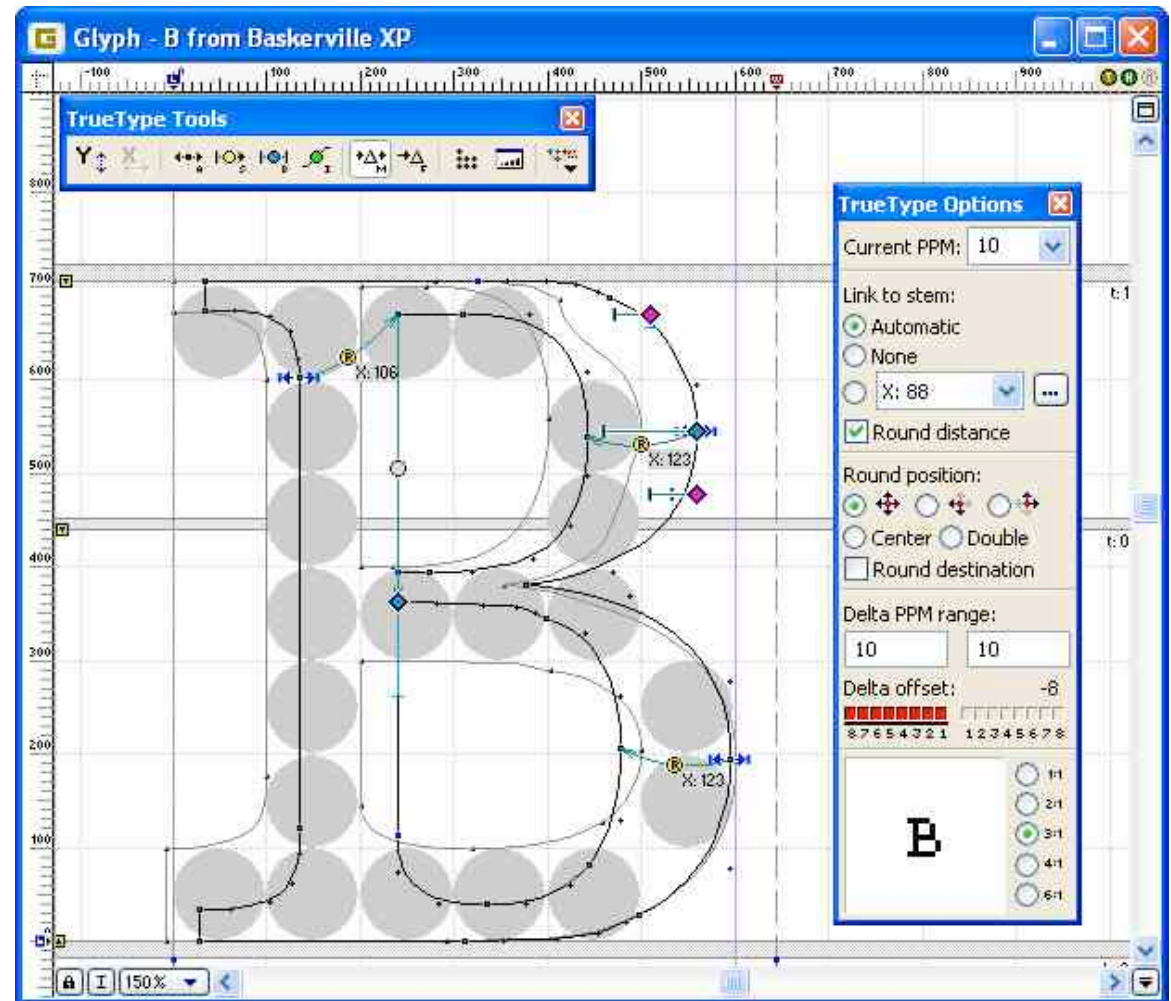 Glyph - B from Baskerville XP
-100 100 200 300 400 500 600 700 800 900
TrueType Tools
800
700
600
500
400
300
200
100
X: 106
X: 123
X: 123
R
R
R
t:1
t:0
TrueType Options
Current PPM: 10
Link to stem:
Automatic
None
X: 88 ...
Round distance
Round position:
Center Double
Round destination
Delta PPM range:
10 10
Delta offset: -8
8 7 6 5 4 3 2 1 1 2 3 4 5 6 7 8
B
1:1
2:1
3:1
4:1
6:1
150%